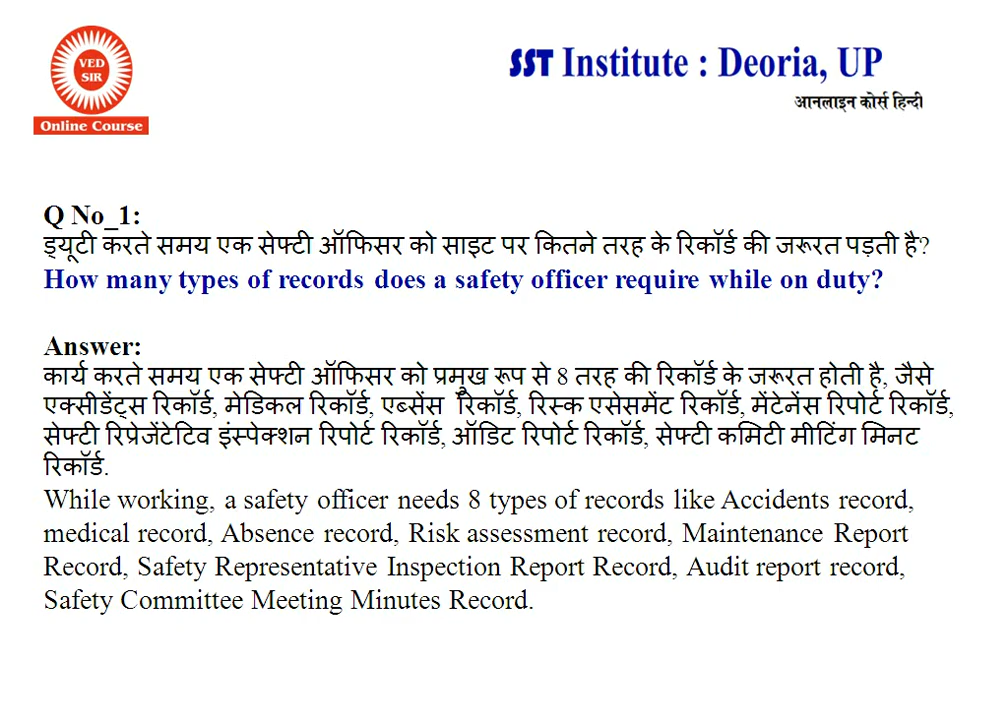 VED
SIR
Online Course
SST Institute : Deoria, UP
आनलाइन कोर्स हिन्दी
Q No_1:
ड्यूटी करते समय एक सेफ्टी ऑफिसर को साइट पर कितने तरह के रिकॉर्ड की जरूरत पड़ती है?
How many types of records does a safety officer require while on duty?
Answer:
कार्य करते समय एक सेफ्टी ऑफिसर को प्रमुख रूप से 8 तरह की रिकॉर्ड के जरूरत होती है, जैसे
एक्सीडेंट्स रिकॉर्ड, मेडिकल रिकॉर्ड, एब्सेंस रिकॉर्ड, रिस्क एसेसमेंट रिकॉर्ड, मेंटेनेंस रिपोर्ट रिकॉर्ड,
सेफ्टी रिप्रेजेंटेटिव इंस्पेक्शन रिपोर्ट रिकॉर्ड, ऑडिट रिपोर्ट रिकॉर्ड, सेफ्टी कमिटी मीटिंग मिनट
रिकॉर्ड.
While working, a safety officer needs 8 types of records like Accidents record,
medical record, Absence record, Risk assessment record, Maintenance Report
Record, Safety Representative Inspection Report Record, Audit report record,
Safety Committee Meeting Minutes Record.